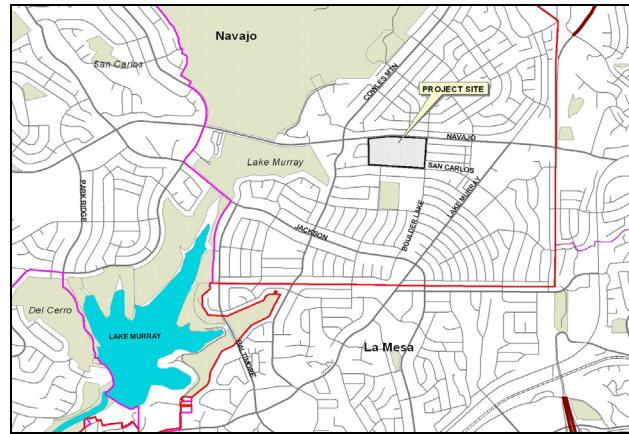 Navajo
San Carlos
COWLES MTN
PROJECT SITE
NAVAJO
Lake Murray
SAN CARLOS
PARK RIDGE
LAKE MURRAY
BOULDER LAKE
JACKSON
Del Cerro
LAKE MURRAY
BALTIMORE
La Mesa